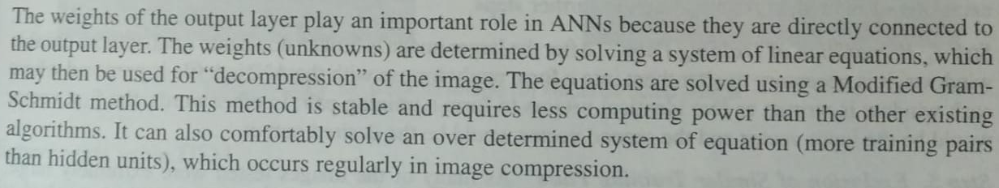 The weights of the output layer play an important role in ANNs because they are directly connected to
the output layer. The weights (unknowns) are determined by solving a system of linear equations, which
may then be used for “decompression” of the image. The equations are solved using a Modified Gram-
Schmidt method. This method is stable and requires less computing power than the other existing
algorithms. It can also comfortably solve an over determined system of equation (more training pairs
than hidden units), which occurs regularly in image compression.